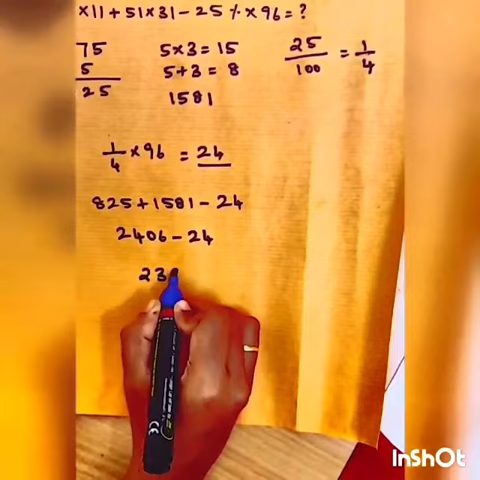 ×11+51×31-25%×96=?
75
5
25
5×3=15
5+3=8
1581
25/100 = 1/4
1/4 ×96 = 24
825+1581-24
2406-24
23
CE
InShOt